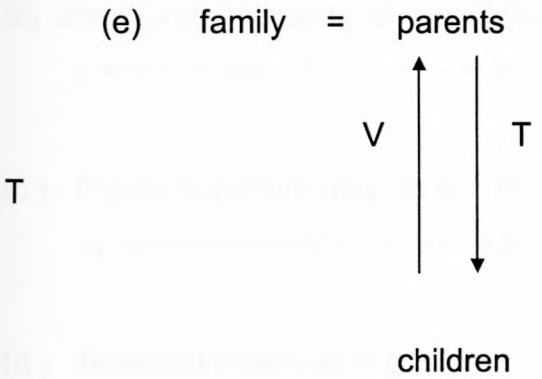 (e) family = parents
V T
T
children